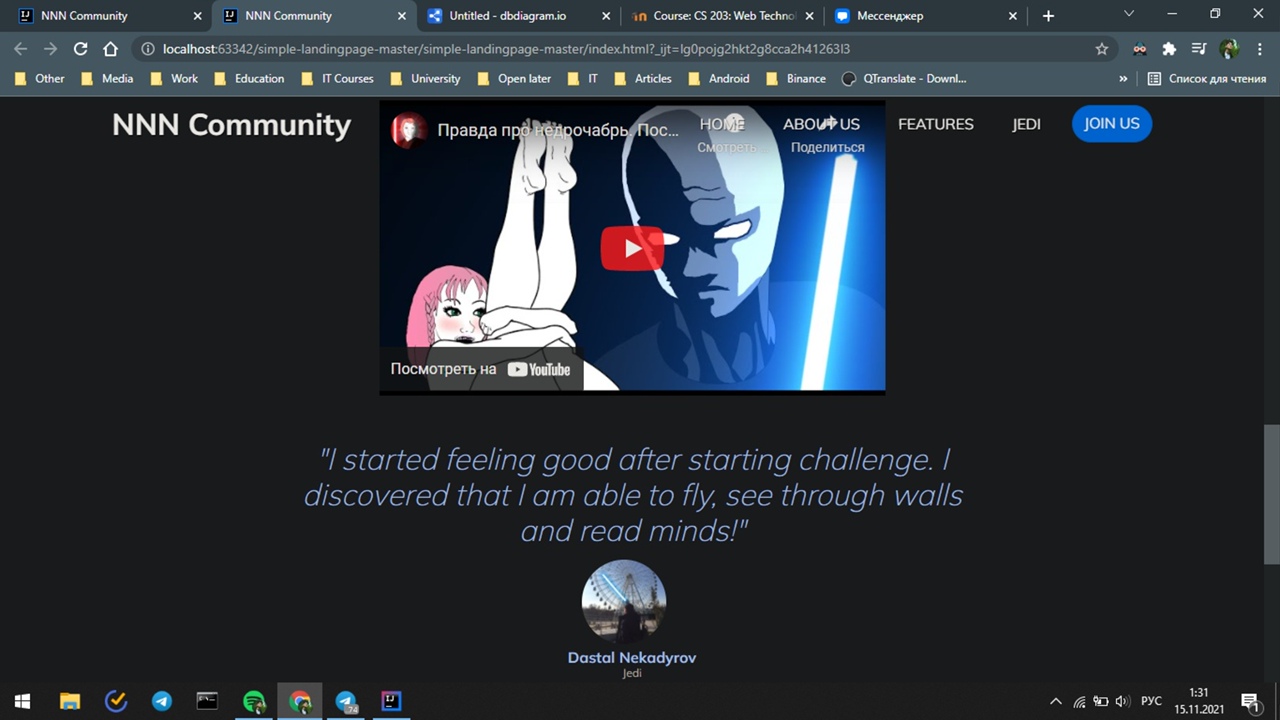 NNN Community
NNN Community
Untitled - dbdiagram.io
Course: CS 203: Web Technol
Мессенджер
localhost:63342/simple-landingpage-master/simple-landingpage-master/index.html?_ijt=lg0pojg2hkt2g8cca2h41263l3
Other
Media
Work
Education
IT Courses
University
Open later
IT
Articles
Android
Binance
QTranslate - Downl...
»
Список для чтения
NNN Community
HOME
ABOUT US
FEATURES
JEDI
JOIN US
Правда про недрочабрь. Пос...
Смотреть ...
Поделиться
Посмотреть на YouTube
"I started feeling good after starting challenge. I
discovered that I am able to fly, see through walls
and read minds!"
Dastal Nekadyrov
Jedi
74
РУС
1:31
15.11.2021
1